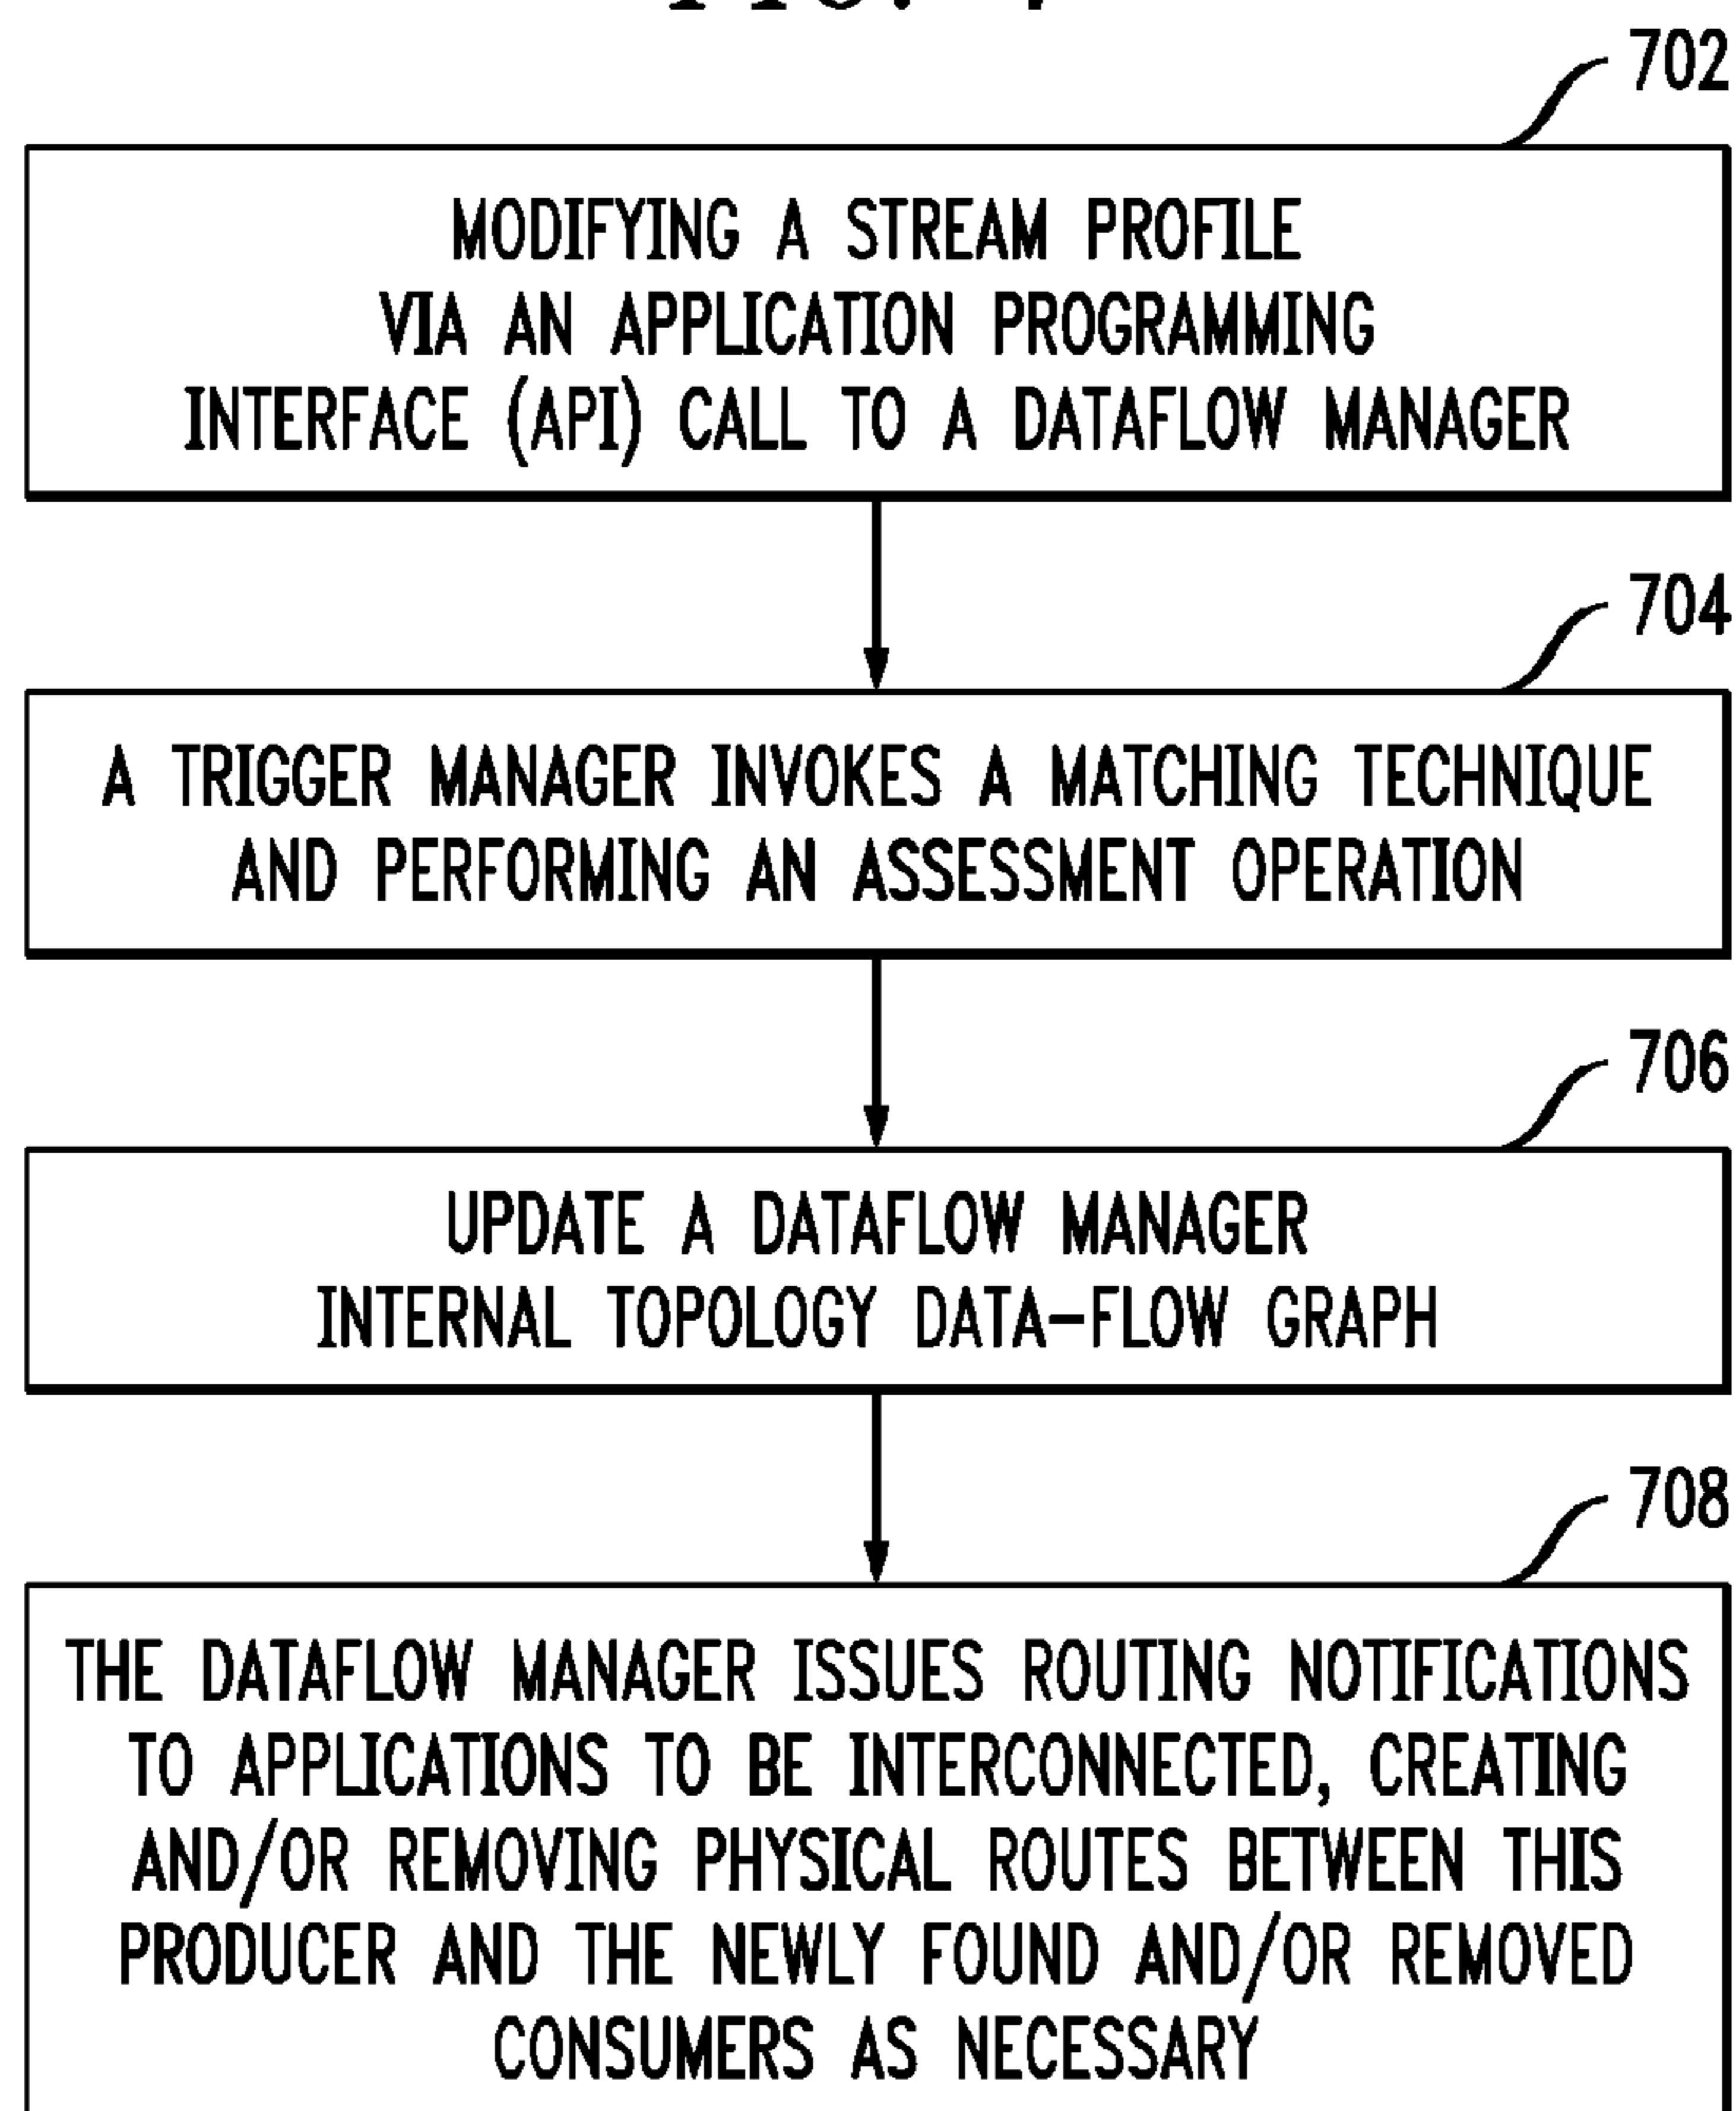 702
MODIFYING A STREAM PROFILE
VIA AN APPLICATION PROGRAMMING
INTERFACE (API) CALL TO A DATAFLOW MANAGER
704
A TRIGGER MANAGER INVOKES A MATCHING TECHNIQUE
AND PERFORMING AN ASSESSMENT OPERATION
706
UPDATE A DATAFLOW MANAGER
INTERNAL TOPOLOGY DATA-FLOW GRAPH
708
THE DATAFLOW MANAGER ISSUES ROUTING NOTIFICATIONS
TO APPLICATIONS TO BE INTERCONNECTED, CREATING
AND/OR REMOVING PHYSICAL ROUTES BETWEEN THIS
PRODUCER AND THE NEWLY FOUND AND/OR REMOVED
CONSUMERS AS NECESSARY